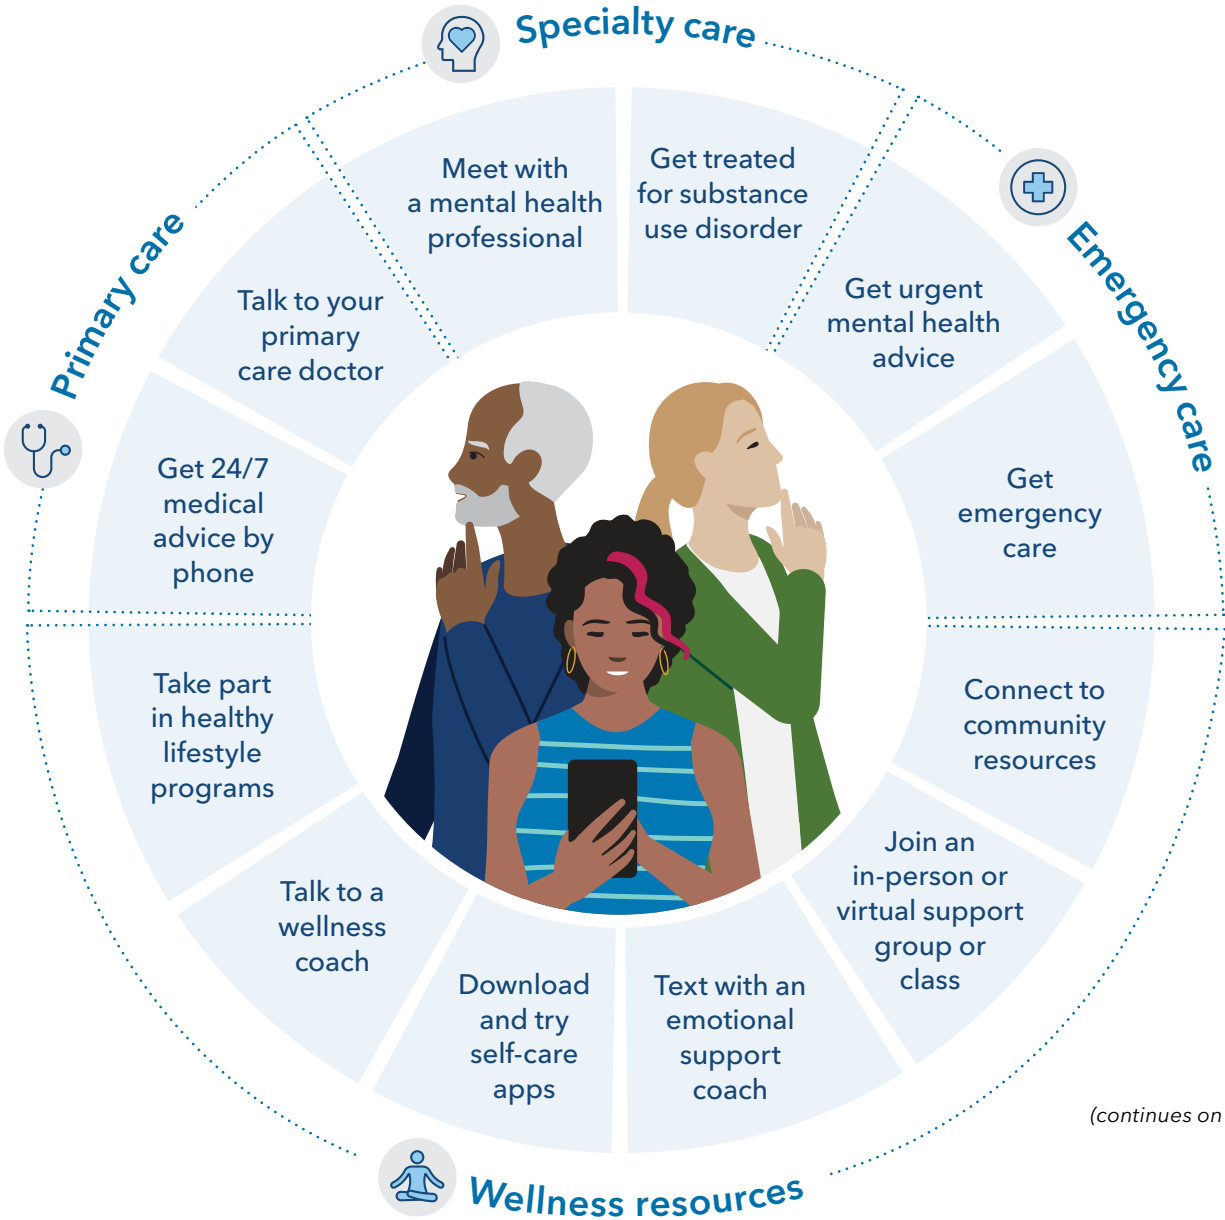 Specialty care
Meet with
a mental health
professional
Get treated
for substance
use disorder
Emergency care
Get urgent
mental health
advice
Get
emergency
care
Primary care
Talk to your
primary
care doctor
Get 24/7
medical
advice by
phone
Take part
in healthy
lifestyle
programs
Talk to a
wellness
coach
Download
and try
self-care
apps
Text with an
emotional
support
coach
Join an
in-person or
virtual support
group or
class
Connect to
community
resources
Wellness resources
(continues on